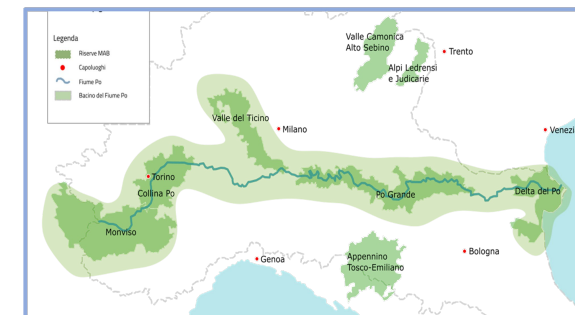 Legenda
Riserve MAB
Capoluoghi
Fiume Po
Bacino del Fiume Po
Valle Camonica
Alto Sebino
Trento
Alpi Ledrensi
e Judicarie
Valle del Ticino
Milano
Venezi
Torino
Collina Po
Po Grande
Delta del Po
Monviso
Genoa
Appennino
Tosco-Emiliano
Bologna